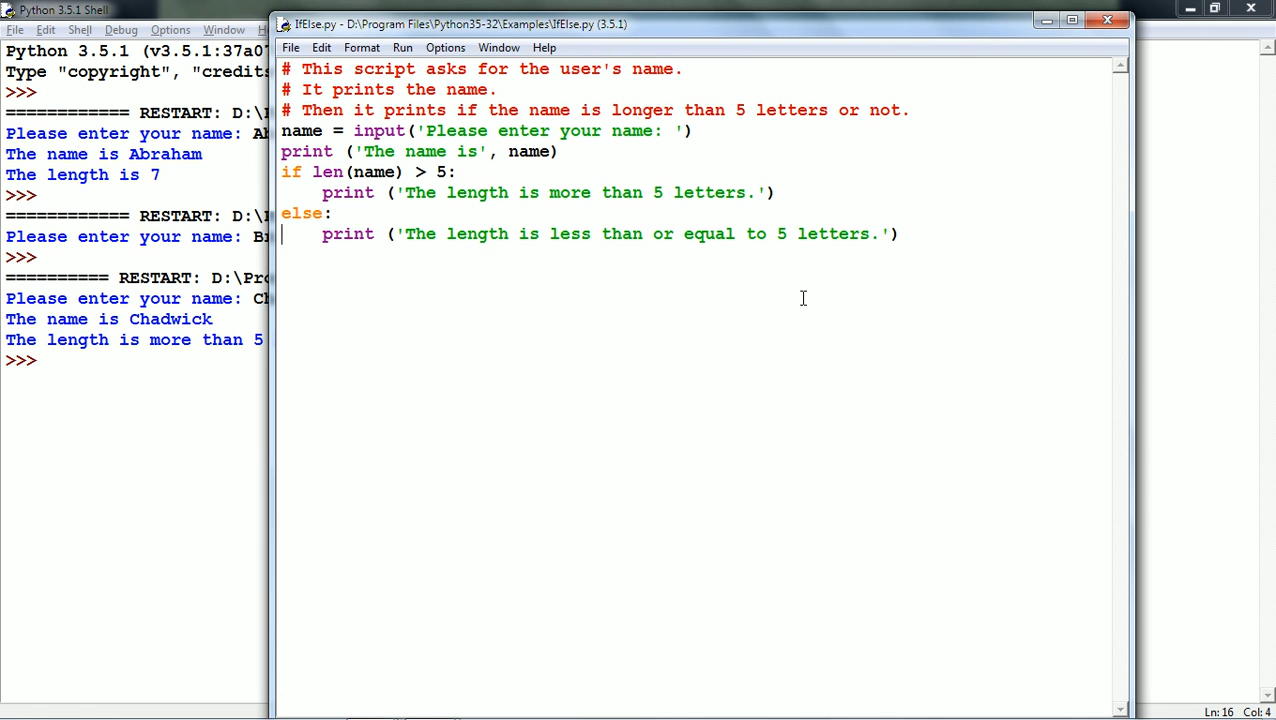 Python 3.5.1 Shell
File Edit Shell Debug Options Window
Python 3.5.1 (v3.5.1:37a0
Type "copyright", "credits
>>>
============ RESTART: D:\
Please enter your name: Ab
The name is Abraham
The length is 7
>>>
============ RESTART: D:\
Please enter your name: Br
>>>
========== RESTART: D:\Pro
Please enter your name: Ch
The name is Chadwick
The length is more than 5
>>>
Ln: 16 Col: 4
IfElse.py - D:\Program Files\Python35-32\Examples\IfElse.py (3.5.1)
File Edit Format Run Options Window Help
# This script asks for the user's name.
# It prints the name.
# Then it prints if the name is longer than 5 letters or not.
name = input('Please enter your name: ')
print ('The name is', name)
if len(name) > 5:
    print ('The length is more than 5 letters.')
else:
    print ('The length is less than or equal to 5 letters.')